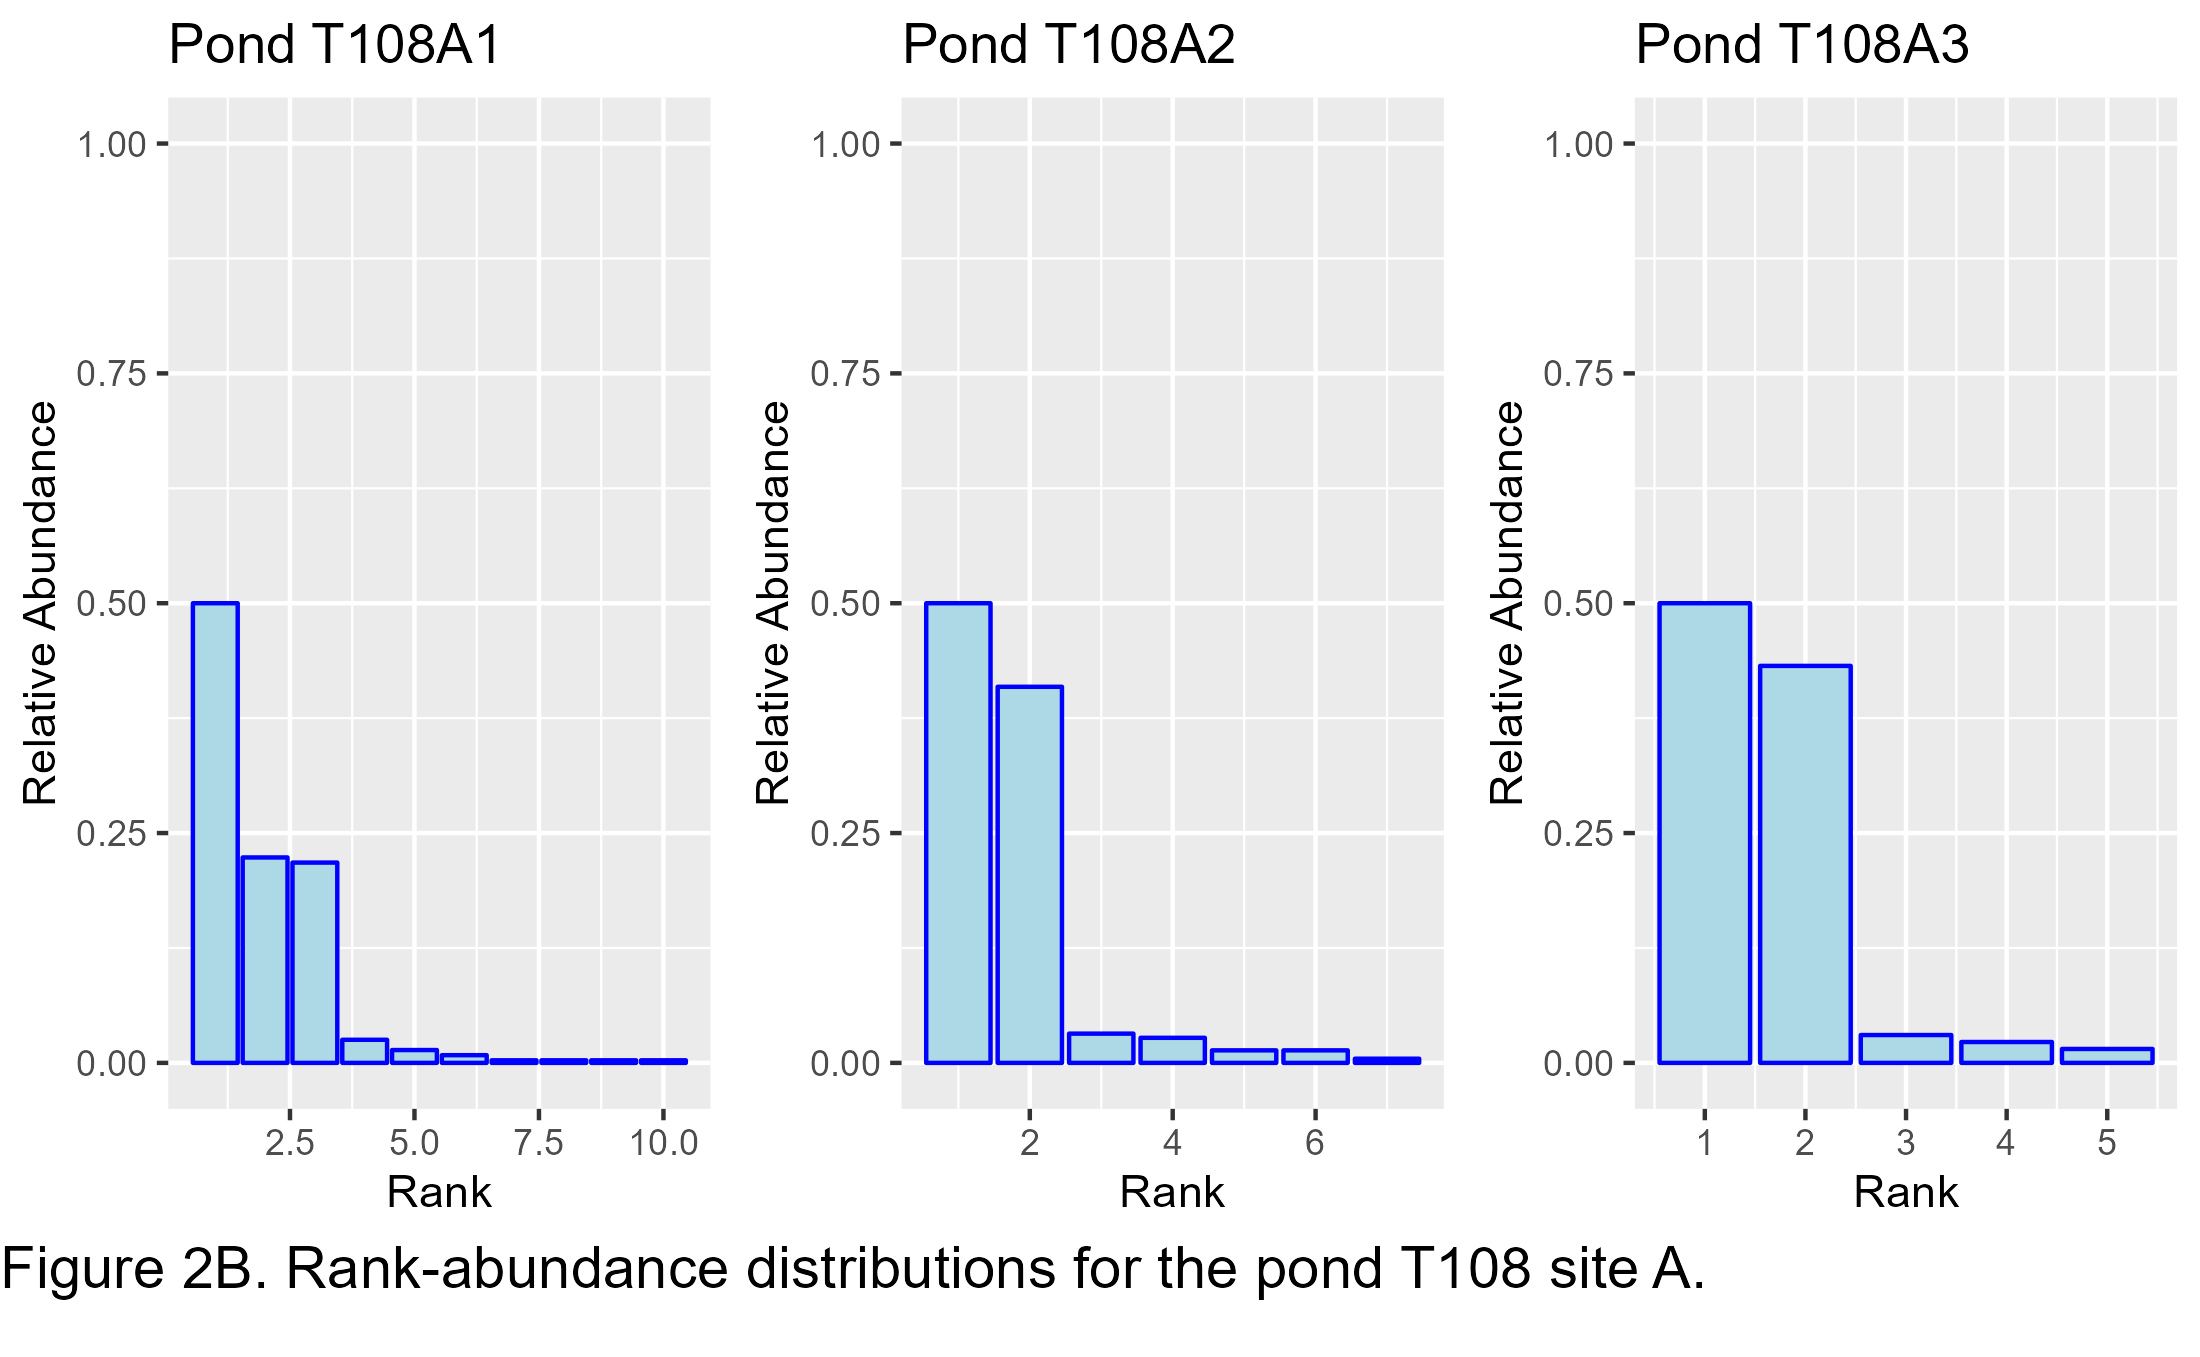 Pond T108A1
Pond T108A2
Pond T108A3
Relative Abundance
1.00
0.75
0.50
0.25
0.00
2.5 5.0 7.5 10.0
Rank
Relative Abundance
1.00
0.75
0.50
0.25
0.00
2 4 6
Rank
Relative Abundance
1.00
0.75
0.50
0.25
0.00
1 2 3 4 5
Rank
Figure 2B. Rank-abundance distributions for the pond T108 site A.